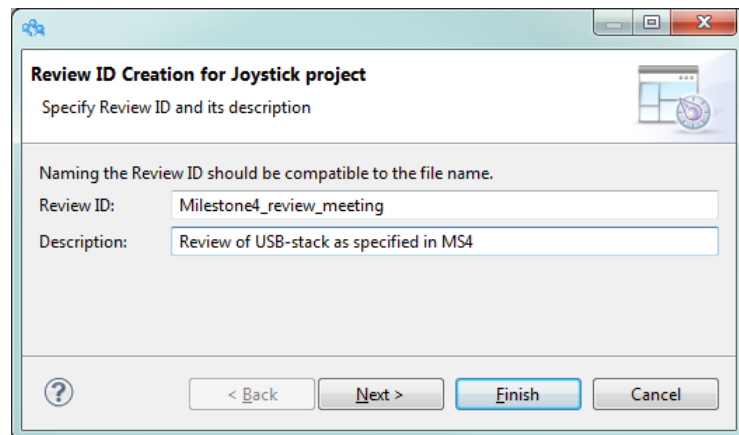 Review ID Creation for Joystick project
Specify Review ID and its description
Naming the Review ID should be compatible to the file name.
Review ID: Milestone4_review_meeting
Description: Review of USB-stack as specified in MS4
? < Back Next > Finish Cancel